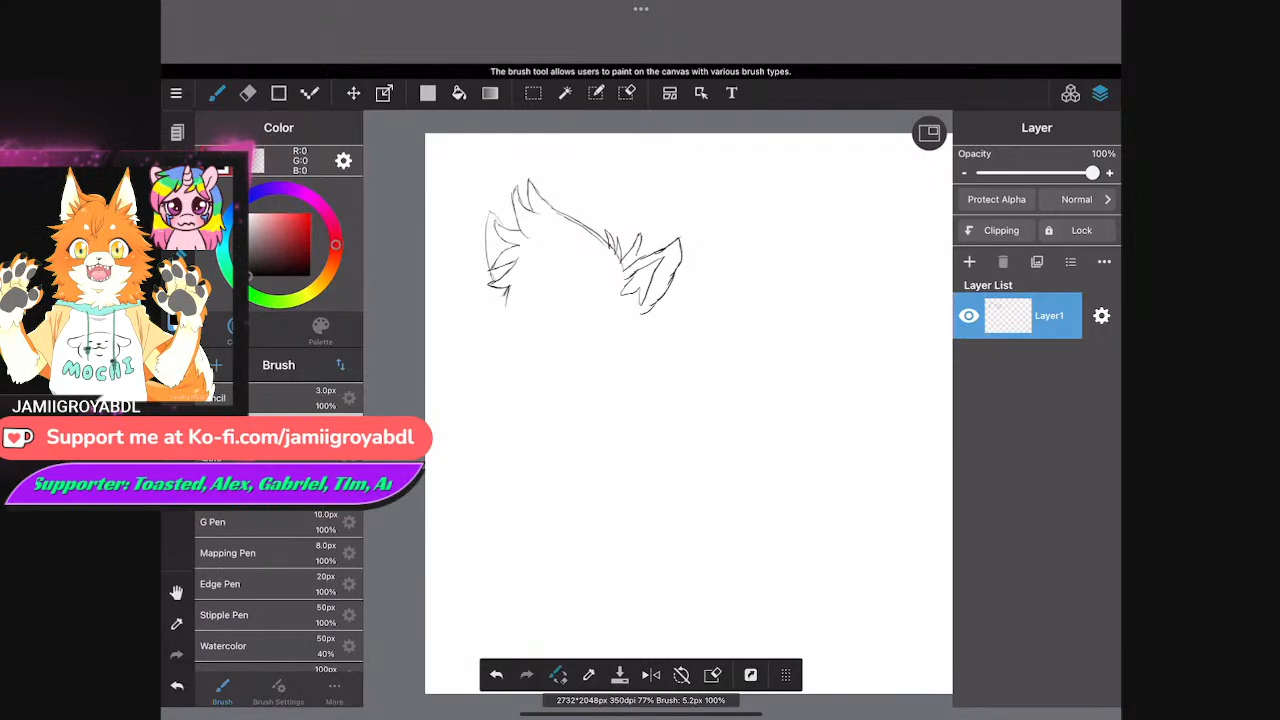 The brush tool allows users to paint on the canvas with various brush types.
Color
R:0
G:0
B:0
Palette
Brush
3.0px
100%
MOCHI
JAMIIGROYABDL
Support me at Ko-fi.com/jamiigroyabdl
Supporter: Toasted, Alex, Gabriel, Tim,
G Pen
10.0px
100%
Mapping Pen
8.0px
100%
Edge Pen
20px
100%
Stipple Pen
50px
100%
Watercolor
50px
40%
100px
Brush
Brush Settings
More
T
2732*2048px 350dpi 77% Brush: 5.2px 100%
Layer
Opacity
100%
- +
Protect Alpha
Normal
Clipping
Lock
Layer List
Layer1